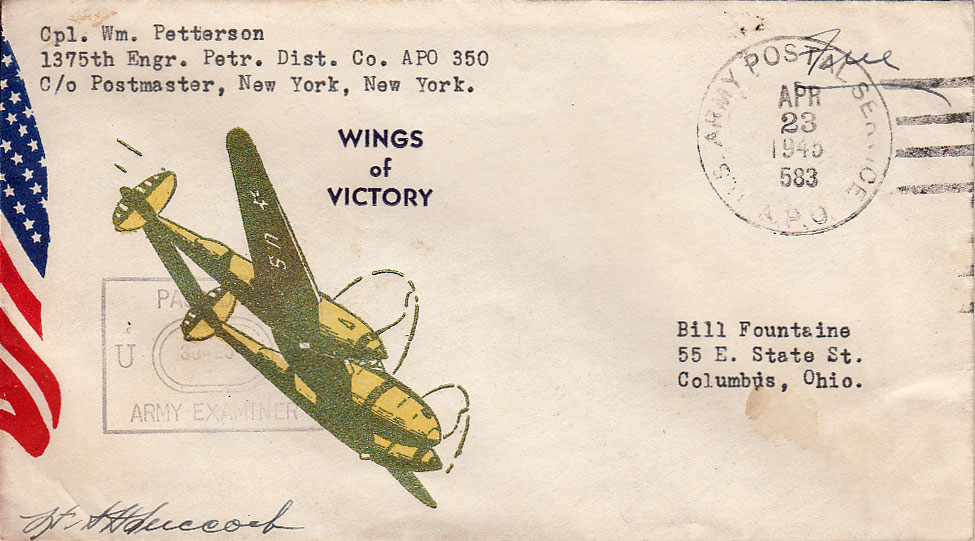 Cpl. Wm. Petterson
1375th Engr. Petr. Dist. Co. APO 350
C/o Postmaster, New York, New York.
WINGS
of
VICTORY
Free
U.S. ARMY POSTAL SERVICE
APR
23
1945
583
A.P.O.
U S
U
ARMY EXAMINER
Bill Fountaine
55 E. State St.
Columbus, Ohio.